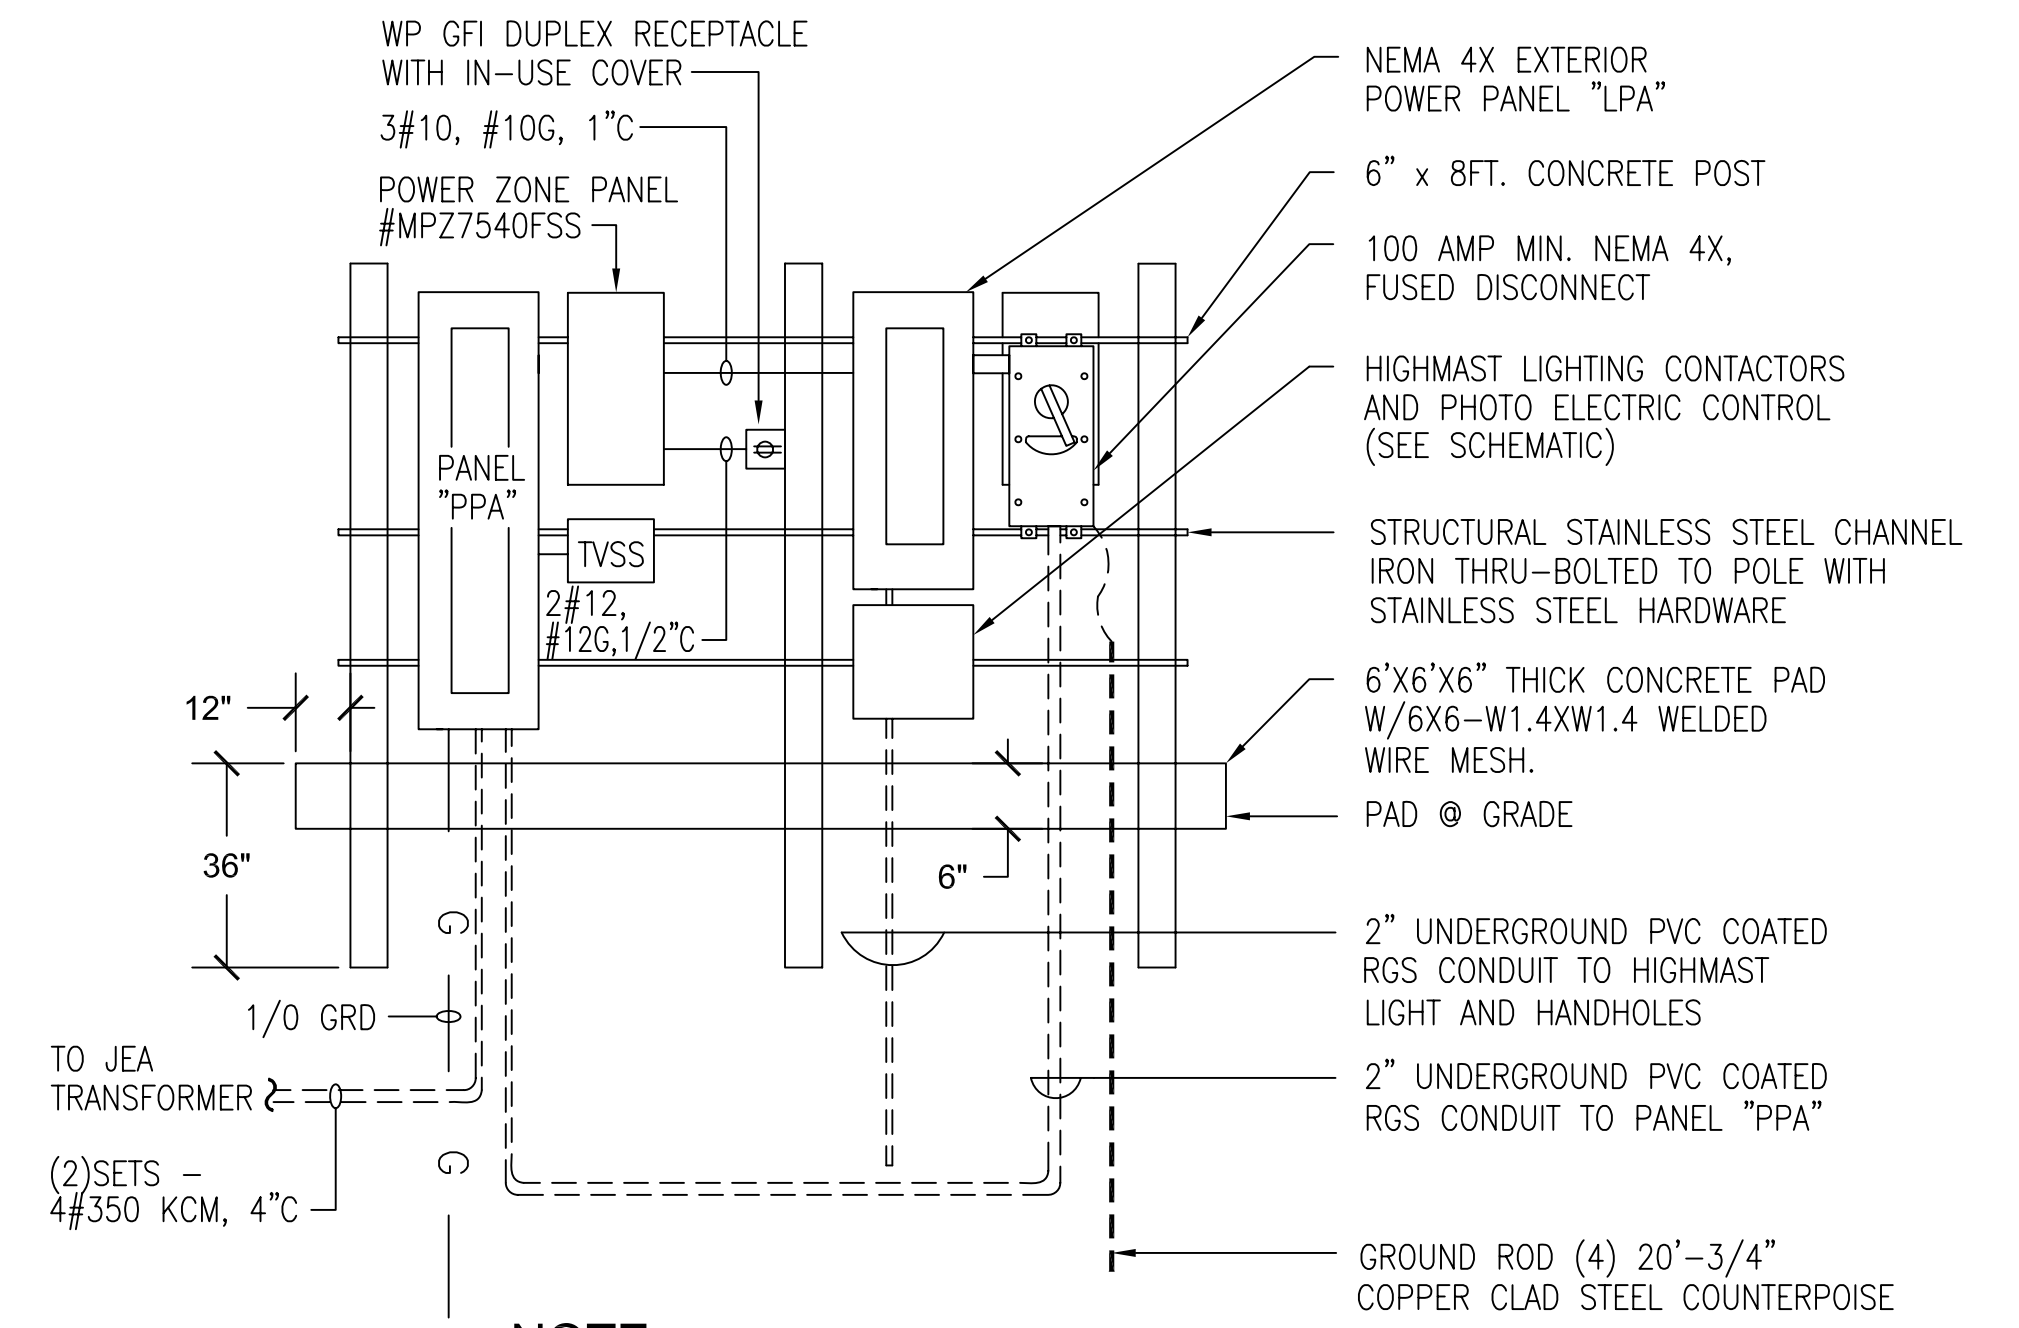 WP GFI DUPLEX RECEPTACLE
WITH IN-USE COVER
3#10, #10G, 1"C
POWER ZONE PANEL
#MPZ7540FSS
NEMA 4X EXTERIOR
POWER PANEL "LPA"
6" x 8FT. CONCRETE POST
100 AMP MIN. NEMA 4X,
FUSED DISCONNECT
HIGHMAST LIGHTING CONTACTORS
AND PHOTO ELECTRIC CONTROL
(SEE SCHEMATIC)
PANEL
"PPA"
TVSS
2#12,
#12G,1/2"C
STRUCTURAL STAINLESS STEEL CHANNEL
IRON THRU-BOLTED TO POLE WITH
STAINLESS STEEL HARDWARE
12"
6'X6'X6" THICK CONCRETE PAD
W/6X6-W1.4XW1.4 WELDED
WIRE MESH.
PAD @ GRADE
36"
6"
G
2" UNDERGROUND PVC COATED
RGS CONDUIT TO HIGHMAST
LIGHT AND HANDHOLES
1/0 GRD
TO JEA
TRANSFORMER
2" UNDERGROUND PVC COATED
RGS CONDUIT TO PANEL "PPA"
G
(2)SETS -
4#350 KCM, 4"C
GROUND ROD (4) 20'-3/4"
COPPER CLAD STEEL COUNTERPOISE